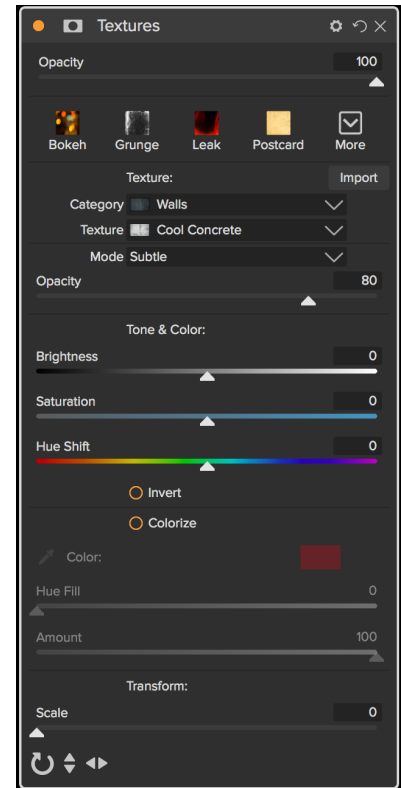 Textures
Opacity 100
Bokeh Grunge Leak Postcard More
Texture: Import
Category Walls
Texture Cool Concrete
Mode Subtle
Opacity 80
Tone & Color:
Brightness 0
Saturation 0
Hue Shift 0
Invert
Colorize
Color:
Hue Fill 0
Amount 100
Transform:
Scale 0